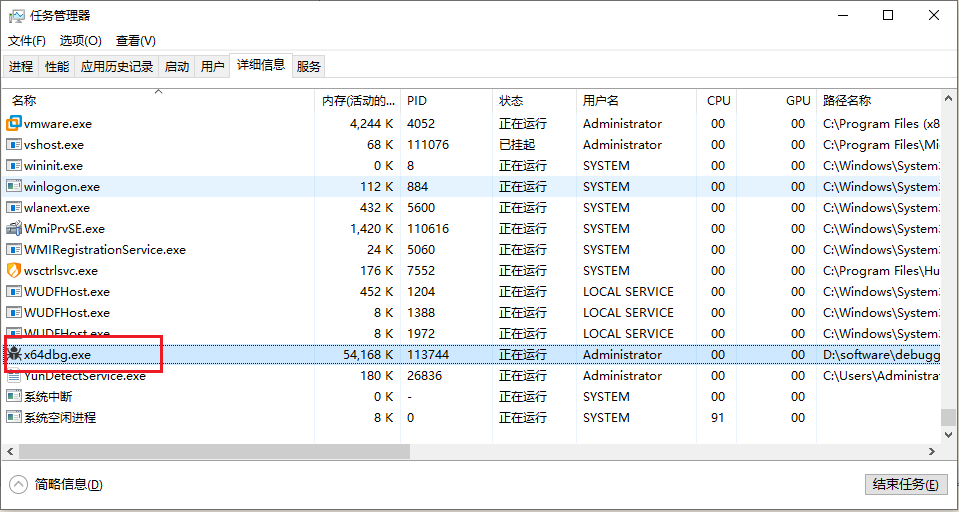 任务管理器
文件(F) 选项(O) 查看(V)
进程 性能 应用历史记录 启动 用户 详细信息 服务
名称 内存(活动的... PID 状态 用户名 CPU GPU 路径名称
vmware.exe 4,244 K 4052 正在运行 Administrator 00 00 C:\Program Files (x8
vshost.exe 68 K 111076 已挂起 Administrator 00 00 C:\Program Files\Mi
wininit.exe 0 K 8 正在运行 SYSTEM 00 00 C:\Windows\System
winlogon.exe 112 K 884 正在运行 SYSTEM 00 00 C:\Windows\System
wlanext.exe 432 K 5600 正在运行 SYSTEM 00 00 C:\Windows\System
WmiPrvSE.exe 1,420 K 110616 正在运行 SYSTEM 00 00 C:\Windows\System
WMIRegistrationService.exe 24 K 5060 正在运行 SYSTEM 00 00 C:\Windows\System
wsctrlsvc.exe 176 K 7552 正在运行 SYSTEM 00 00 C:\Program Files\Hu
WUDFHost.exe 452 K 1204 正在运行 LOCAL SERVICE 00 00 C:\Windows\System
WUDFHost.exe 8 K 1388 正在运行 LOCAL SERVICE 00 00 C:\Windows\System
WUDFHost.exe 8 K 1972 正在运行 LOCAL SERVICE 00 00 C:\Windows\System
x64dbg.exe 54,168 K 113744 正在运行 Administrator 00 00 D:\software\debugg
YunDetectService.exe 180 K 26836 正在运行 Administrator 00 00 C:\Users\Administra
系统中断 0 K - 正在运行 SYSTEM 00 00
系统空闲进程 8 K 0 正在运行 SYSTEM 91 00
简略信息(D) 结束任务(E)